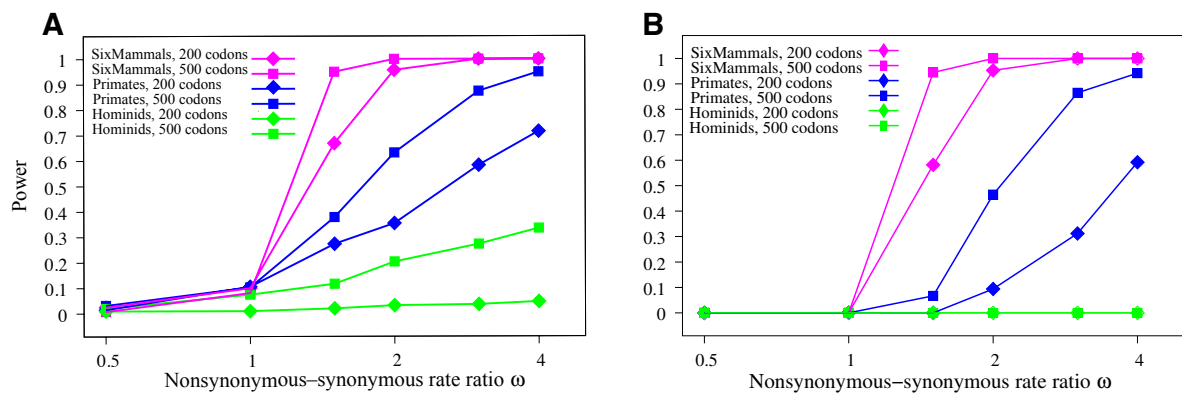 A
SixMammals, 200 codons
SixMammals, 500 codons
Primates, 200 codons
Primates, 500 codons
Hominids, 200 codons
Hominids, 500 codons
Power
1
0.9
0.8
0.7
0.6
0.5
0.4
0.3
0.2
0.1
0
0.5 1 2 4
Nonsynonymous–synonymous rate ratio ω
B
SixMammals, 200 codons
SixMammals, 500 codons
Primates, 200 codons
Primates, 500 codons
Hominids, 200 codons
Hominids, 500 codons
1
0.9
0.8
0.7
0.6
0.5
0.4
0.3
0.2
0.1
0
0.5 1 2 4
Nonsynonymous−synonymous rate ratio ω